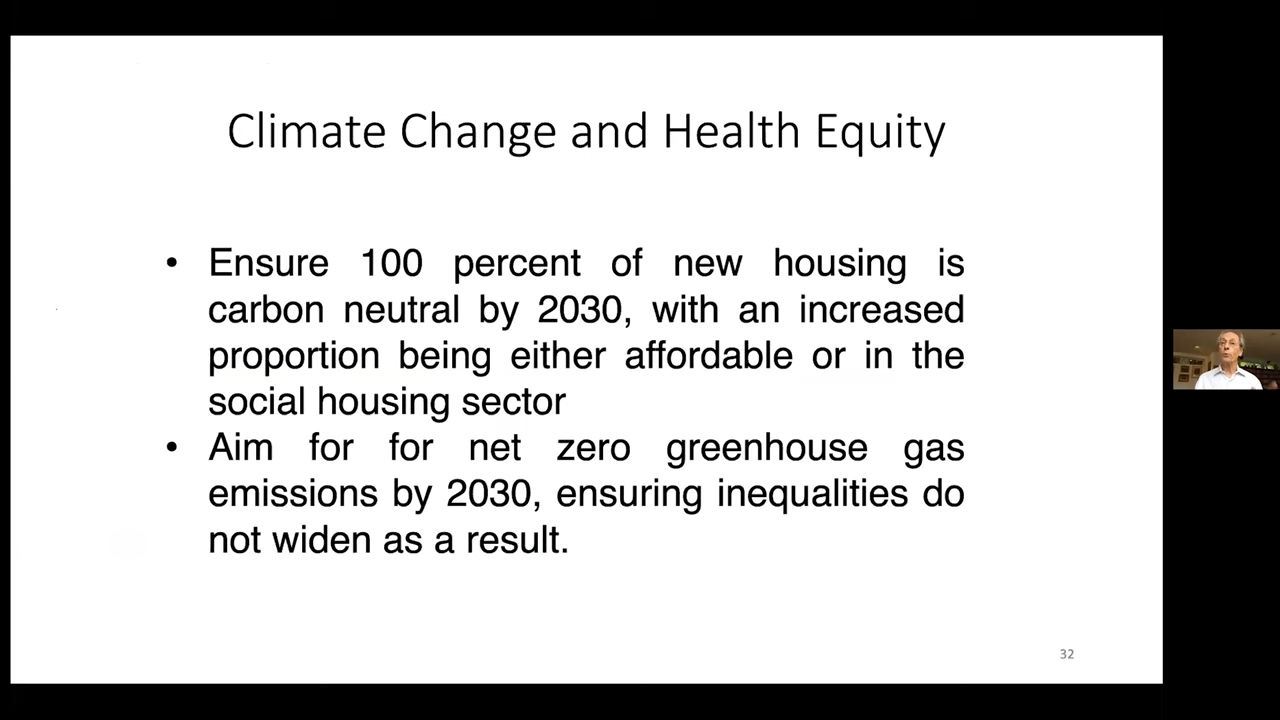 Climate Change and Health Equity
• Ensure 100 percent of new housing is
carbon neutral by 2030, with an increased
proportion being either affordable or in the
social housing sector
• Aim for for net zero greenhouse gas
emissions by 2030, ensuring inequalities do
not widen as a result.
32